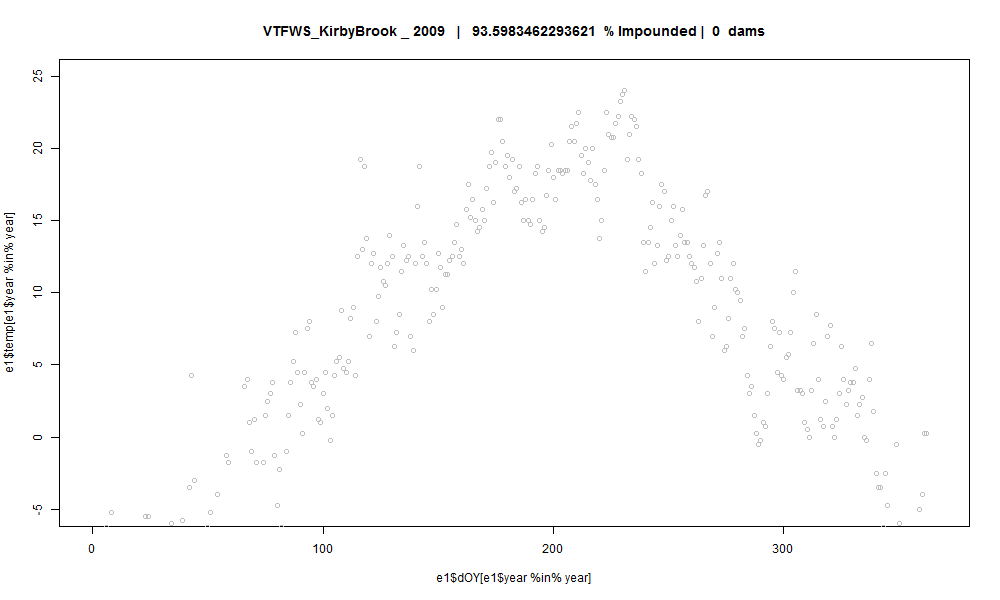 VTFWS_KirbyBrook _ 2009 | 93.5983462293621 % Impounded | 0 dams
25
20
15
10
5
0
-5
e1$temp[e1$year %in% year]
0 100 200 300
e1$dOY[e1$year %in% year]